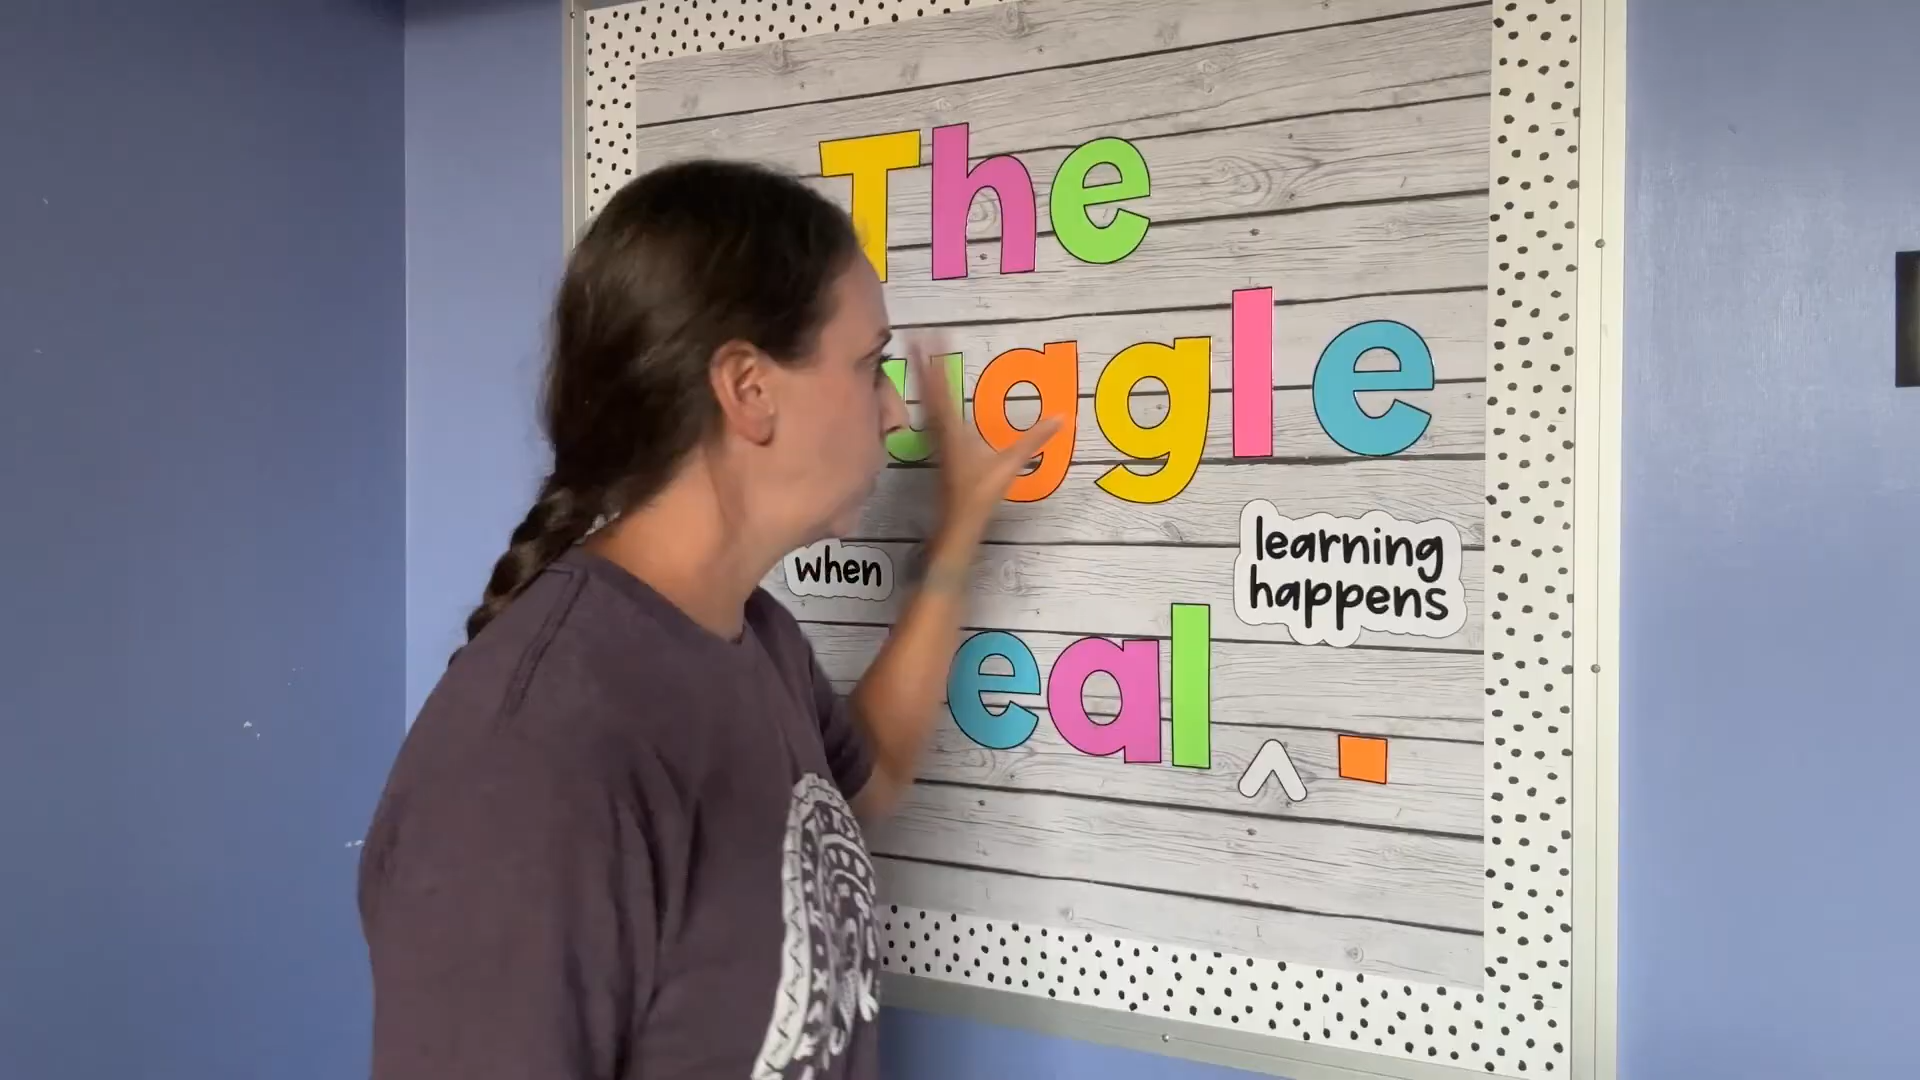 The
uggle
when
learning
happens
eal ^.